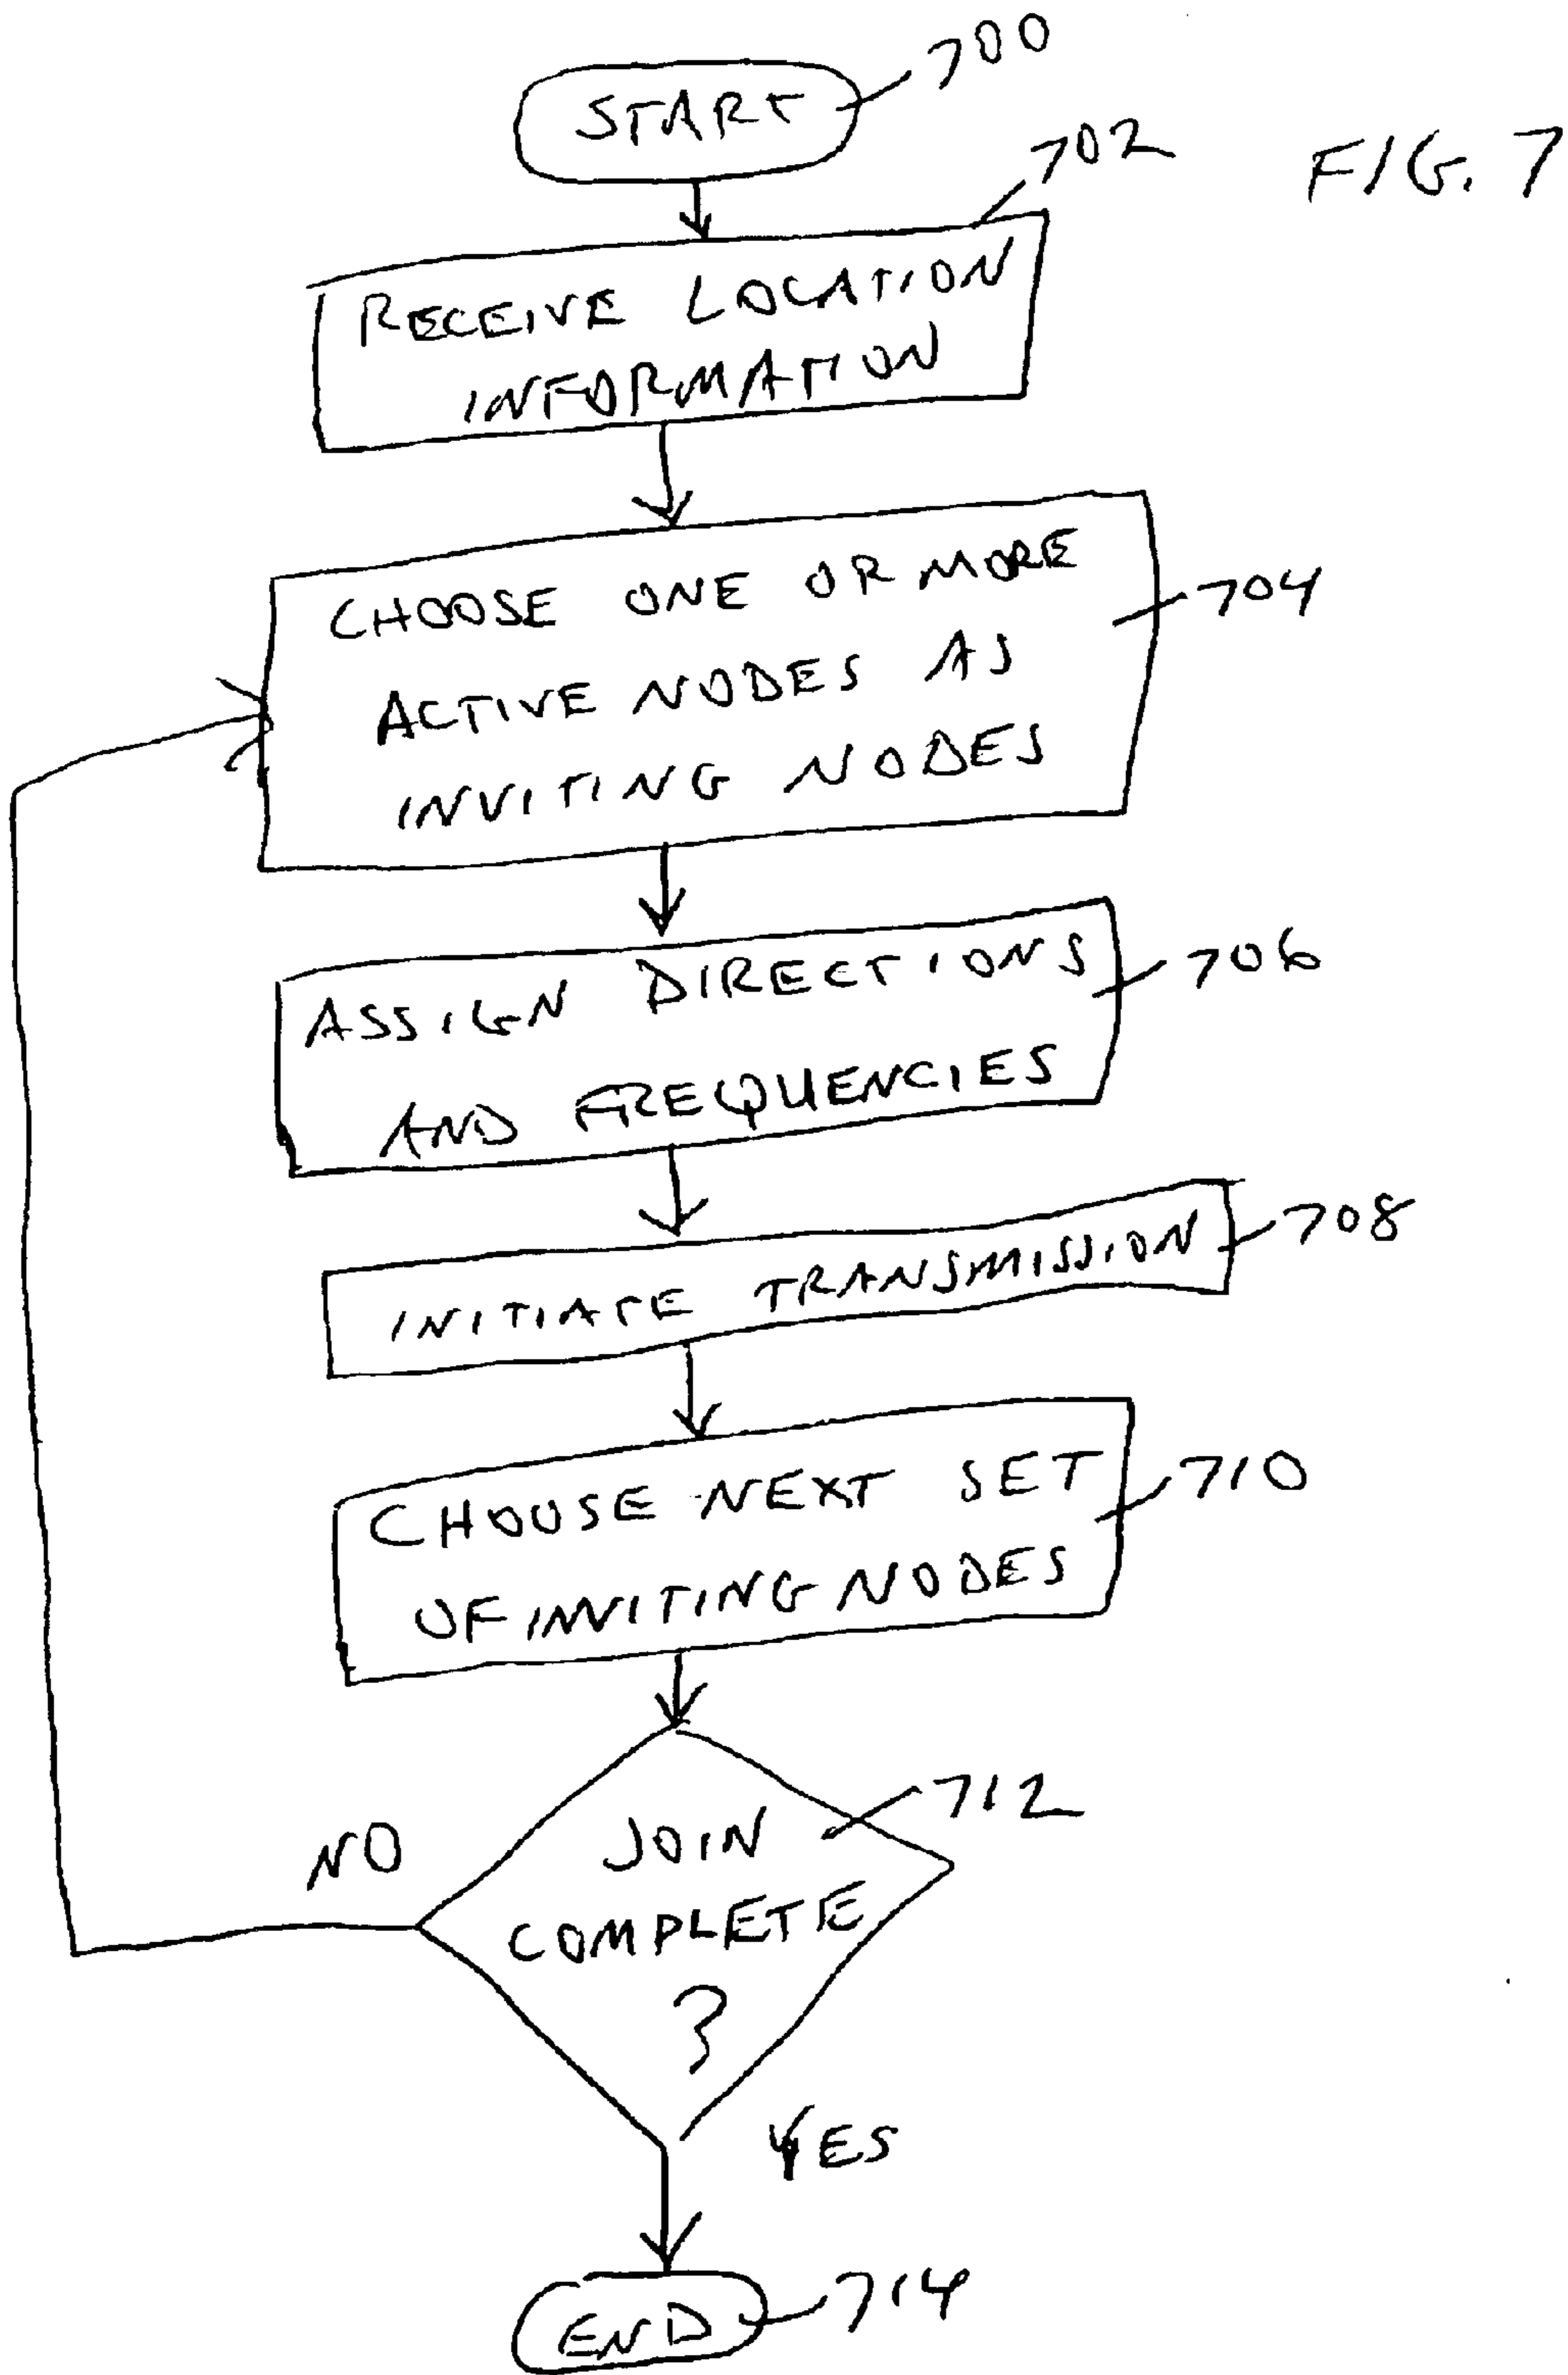 700
START
702
FIG. 7
RECEIVE LOCATION
INFORMATION
CHOOSE ONE OR MORE
704
ACTIVE NODES AS
INVITING NODES
ASSIGN DIRECTIONS
706
AND FREQUENCIES
708
INITIATE TRANSMISSION
CHOOSE NEXT SET
710
OF INVITING NODES
712
JOIN
NO
COMPLETE
?
YES
END
714